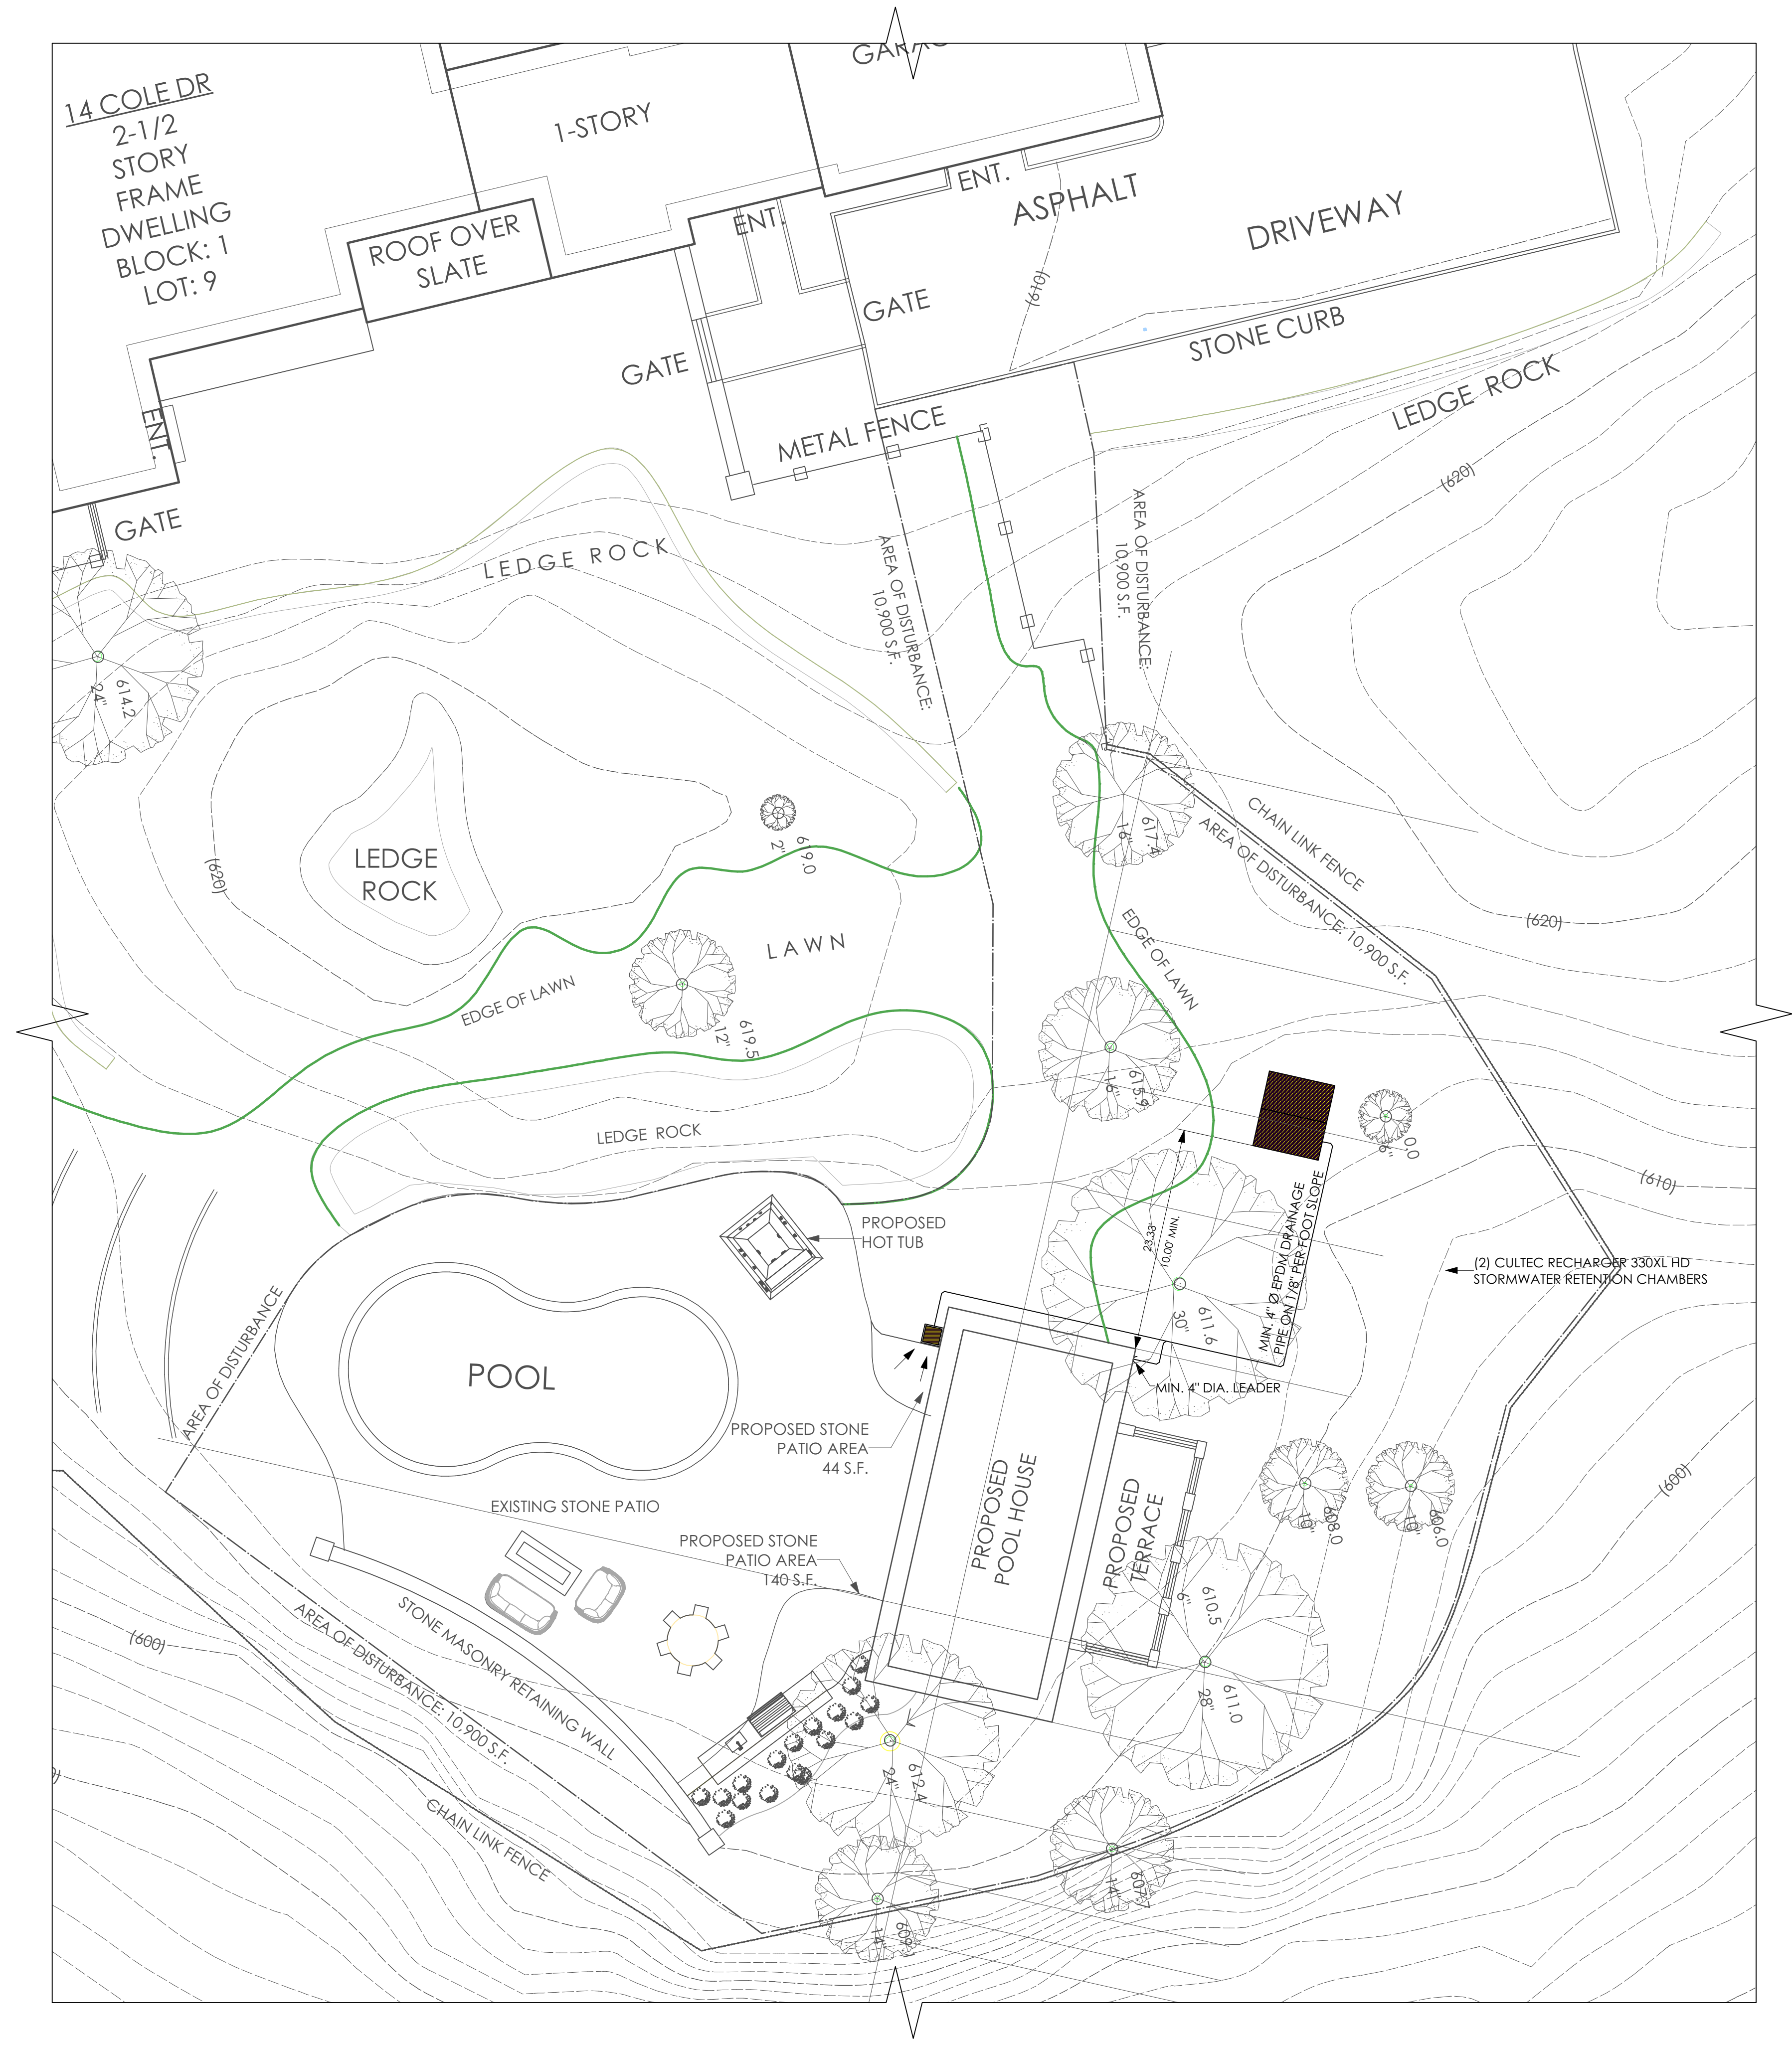 14 COLE DR
2-1/2
STORY
FRAME
DWELLING
BLOCK: 1
LOT: 9
1-STORY
ROOF OVER
SLATE
ENT.
ENT.
ENT.
ASPHALT
DRIVEWAY
(610)
GATE
GATE
STONE CURB
LEDGE ROCK
METAL FENCE
GATE
LEDGE ROCK
(620)
AREA OF DISTURBANCE:
10,900 S.F.
AREA OF DISTURBANCE:
10,900 S.F.
614.2
24"
(620)
LEDGE
ROCK
619.0
2"
617.4
16"
CHAIN LINK FENCE
AREA OF DISTURBANCE: 10,900 S.F.
(620)
LAWN
EDGE OF LAWN
EDGE OF LAWN
619.5
12"
615.9
16"
LEDGE ROCK
6"
(610)
PROPOSED
HOT TUB
23.33'
10.00' MIN.
MIN. 4" Ø EPDM DRAINAGE
PIPE ON 1/8" PER FOOT SLOPE
(2) CULTEC RECHARGER 330XL HD
STORMWATER RETENTION CHAMBERS
611.6
30"
AREA OF DISTURBANCE
POOL
MIN. 4" DIA. LEADER
PROPOSED STONE
PATIO AREA
44 S.F.
EXISTING STONE PATIO
PROPOSED STONE
PATIO AREA
140 S.F.
PROPOSED
POOL HOUSE
PROPOSED
TERRACE
608.0
10"
606.0
10"
(600)
610.5
6"
611.0
28"
(600)
STONE MASONRY RETAINING WALL
AREA OF DISTURBANCE: 10,900 S.F.
CHAIN LINK FENCE
612.4
24"
607.7
14"
609.1
14"